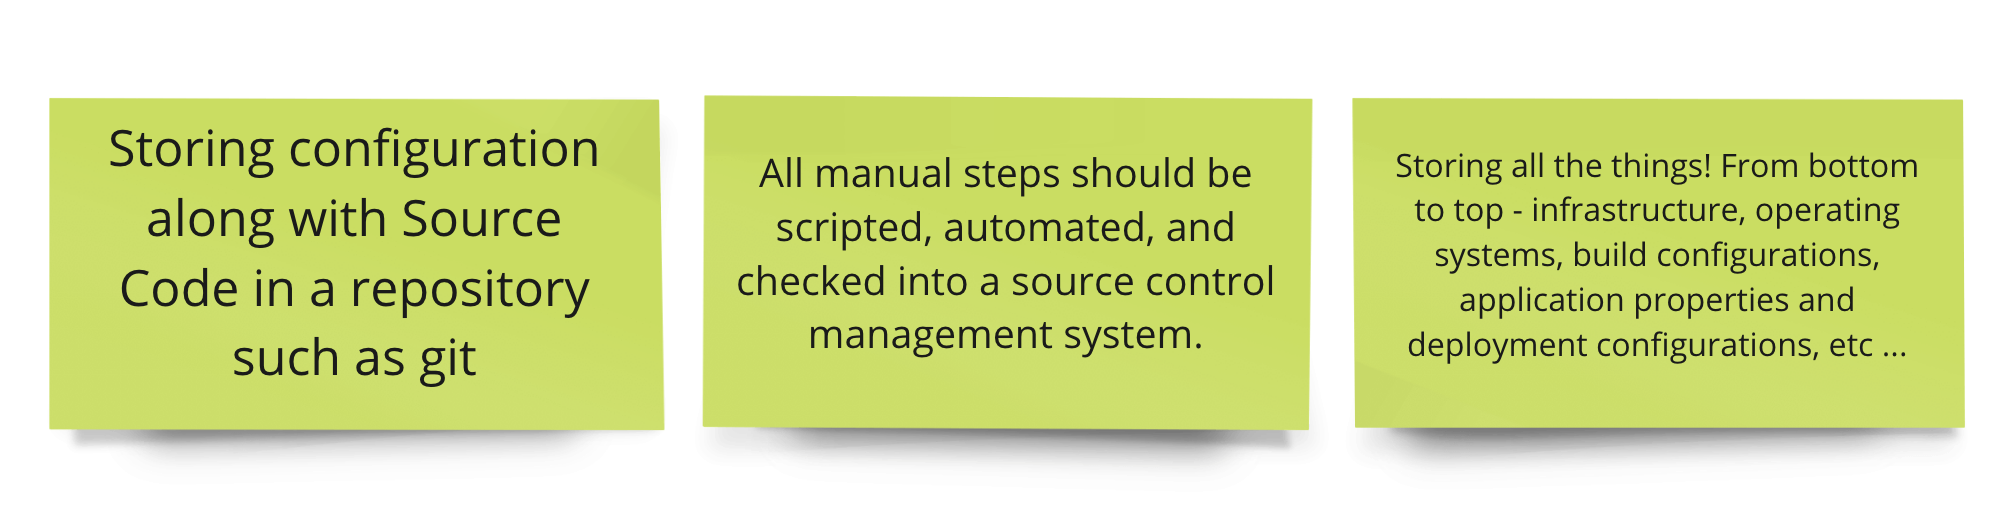 Storing configuration
along with Source
Code in a repository
such as git
All manual steps should be
scripted, automated, and
checked into a source control
management system.
Storing all the things! From bottom
to top - infrastructure, operating
systems, build configurations,
application properties and
deployment configurations, etc ...